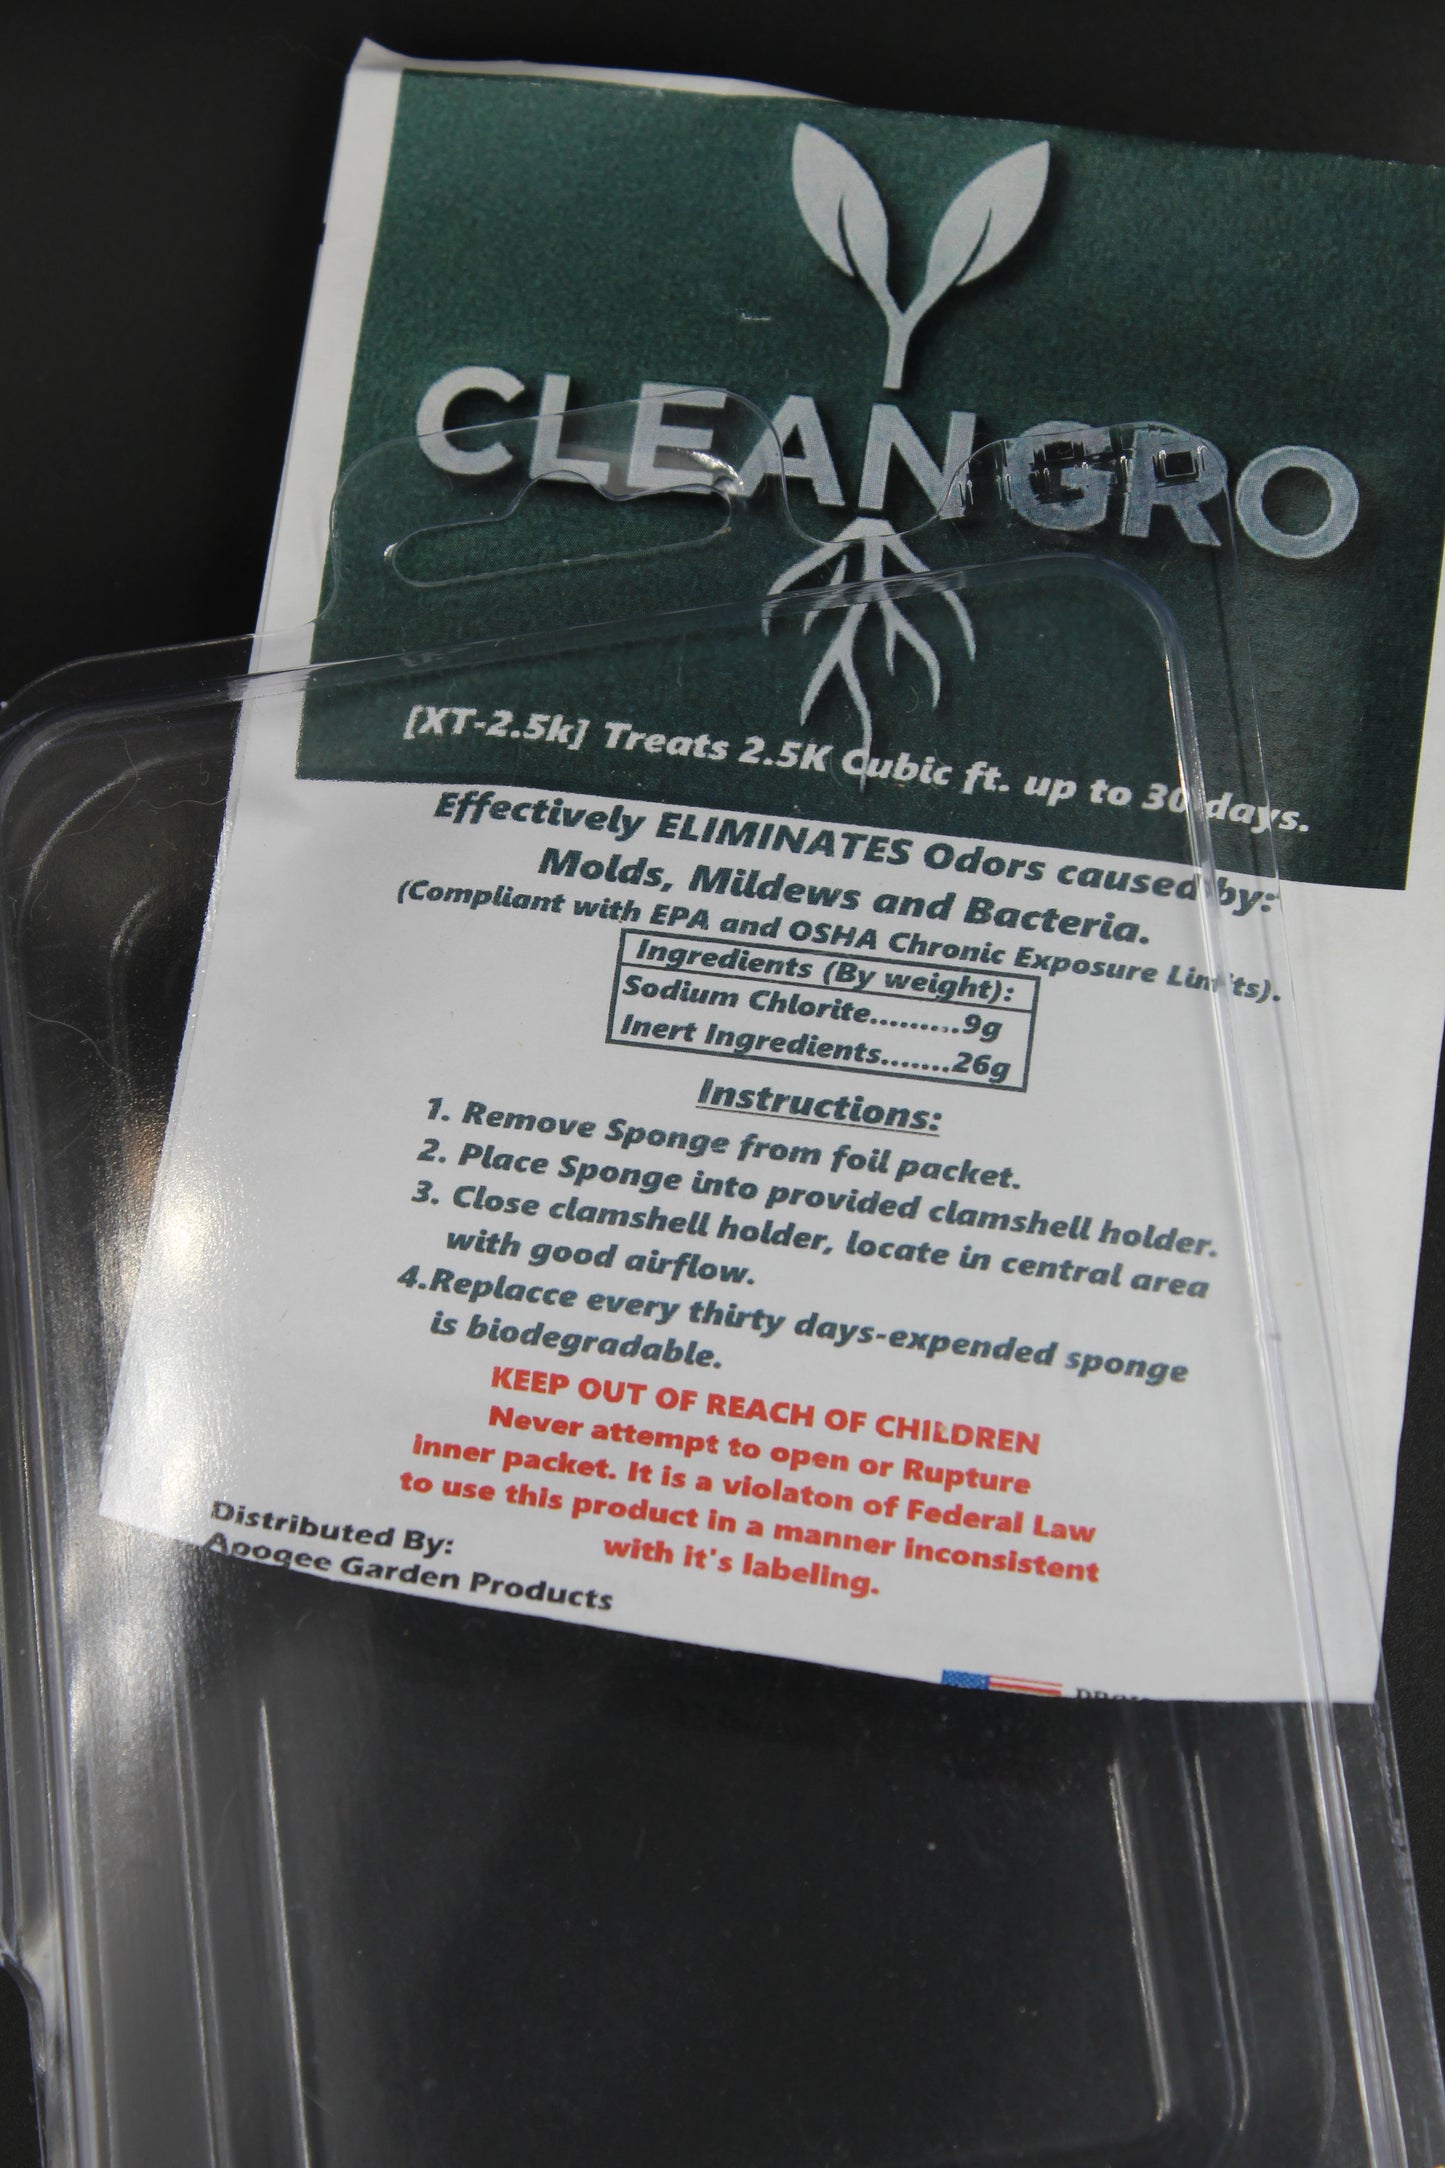 CLEANGRO
[XT-2.5k] Treats 2.5K Cubic ft. up to 30 days.
Effectively ELIMINATES Odors caused by:
Molds, Mildews and Bacteria.
(Compliant with EPA and OSHA Chronic Exposure Limits).
Ingredients (By weight):
Sodium Chlorite.........9g
Inert Ingredients.......26g
Instructions:
1. Remove Sponge from foil packet.
2. Place Sponge into provided clamshell holder.
3. Close clamshell holder, locate in central area
with good airflow.
4.Replacce every thirty days-expended sponge
is biodegradable.
KEEP OUT OF REACH OF CHILDREN
Never attempt to open or Rupture
inner packet. It is a violaton of Federal Law
to use this product in a manner inconsistent
with it's labeling.
Distributed By:
Apogee Garden Products